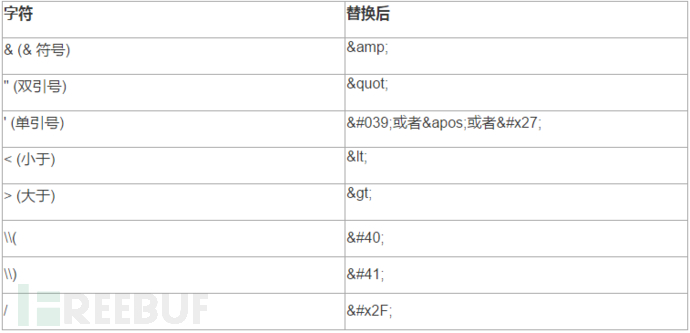 字符 替换后
& (& 符号) &amp;
" (双引号) &quot;
' (单引号) &#039;或者&apos;或者&#x27;
< (小于) &lt;
> (大于) &gt;
\\( &#40;
\\) &#41;
/ &#x2F;
FREEBUF